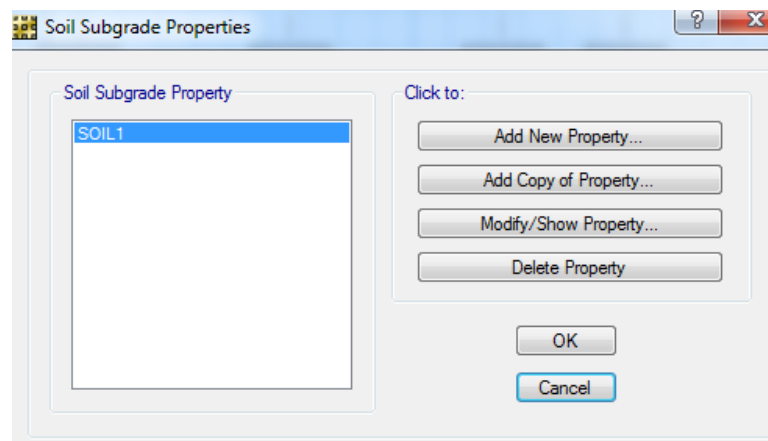 Soil Subgrade Properties
Soil Subgrade Property
SOIL1
Click to:
Add New Property...
Add Copy of Property...
Modify/Show Property...
Delete Property
OK
Cancel